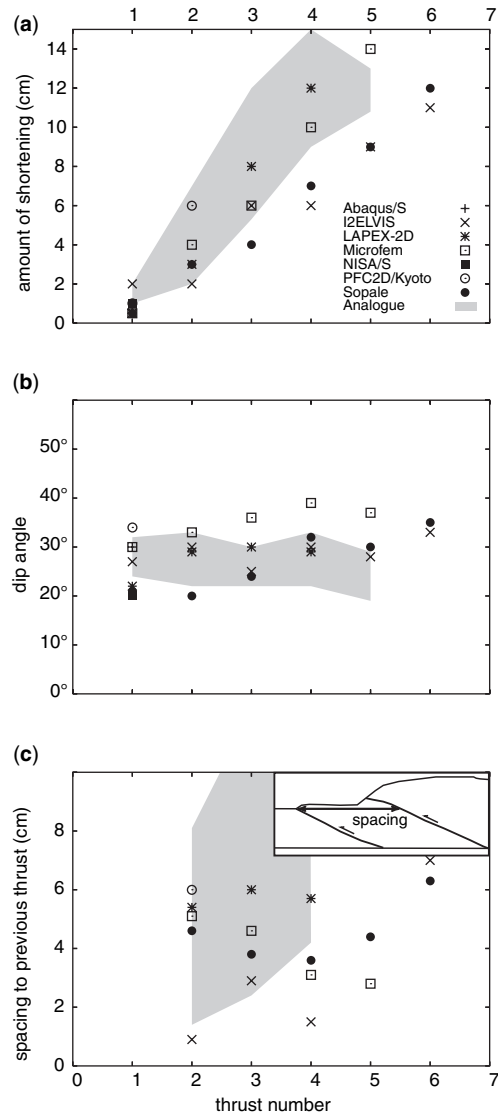 (a)
1 2 3 4 5 6 7
14
12
10
8
6
4
2
0
amount of shortening (cm)
Abaqus/S
I2ELVIS
LAPEX-2D
Microfem
NISA/S
PFC2D/Kyoto
Sopale
Analogue
(b)
50°
40°
30°
20°
10°
0°
dip angle
(c)
8
6
4
2
0
spacing to previous thrust (cm)
spacing
0 1 2 3 4 5 6 7
thrust number